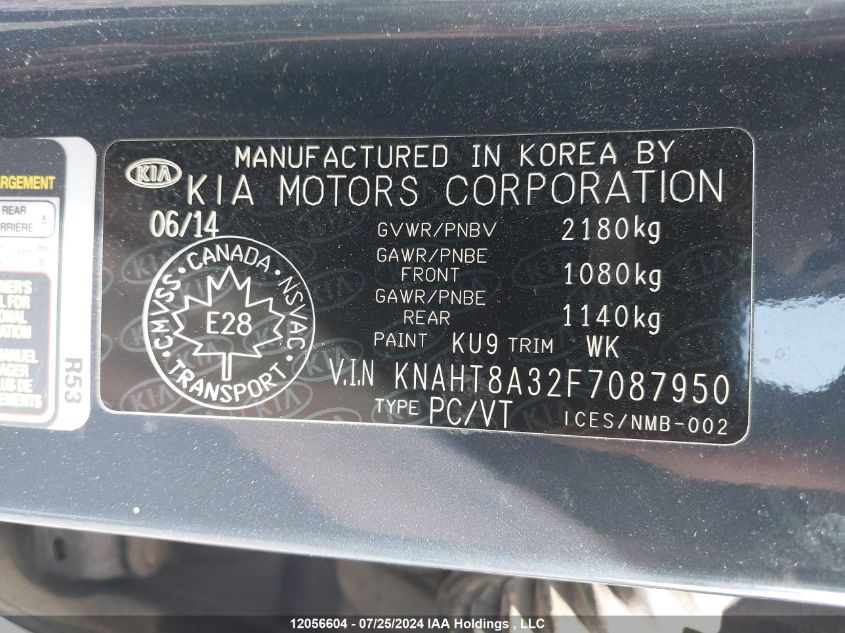 MANUFACTURED IN KOREA BY
KIA KIA MOTORS CORPORATION
06/14
GVWR/PNBV 2180kg
GAWR/PNBE
FRONT 1080kg
GAWR/PNBE
REAR 1140kg
PAINT KU9 TRIM WK
V.I.N KNAHT8A32F7087950
TYPE PC/VT ICES/NMB-002
CANADA
CMVSS · NSVAC
E28
TRANSPORT
REAR 5
R53
12056604 - 07/25/2024 IAA Holdings , LLC